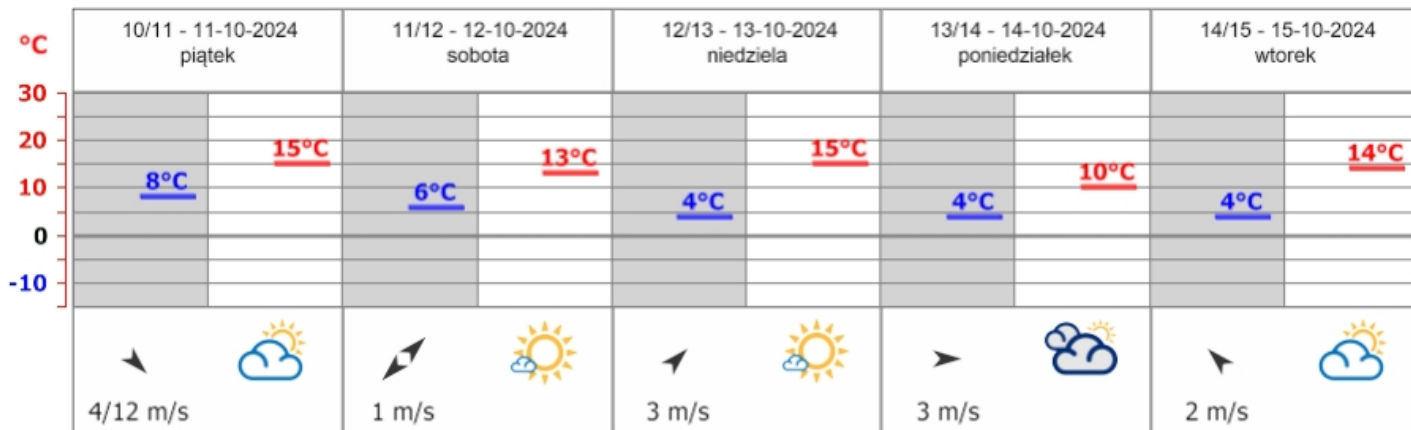 °C
10/11 - 11-10-2024
piątek
11/12 - 12-10-2024
sobota
12/13 - 13-10-2024
niedziela
13/14 - 14-10-2024
poniedziałek
14/15 - 15-10-2024
wtorek
30
20
10
0
-10
8°C
15°C
6°C
13°C
4°C
15°C
4°C
10°C
4°C
14°C
4/12 m/s
1 m/s
3 m/s
3 m/s
2 m/s